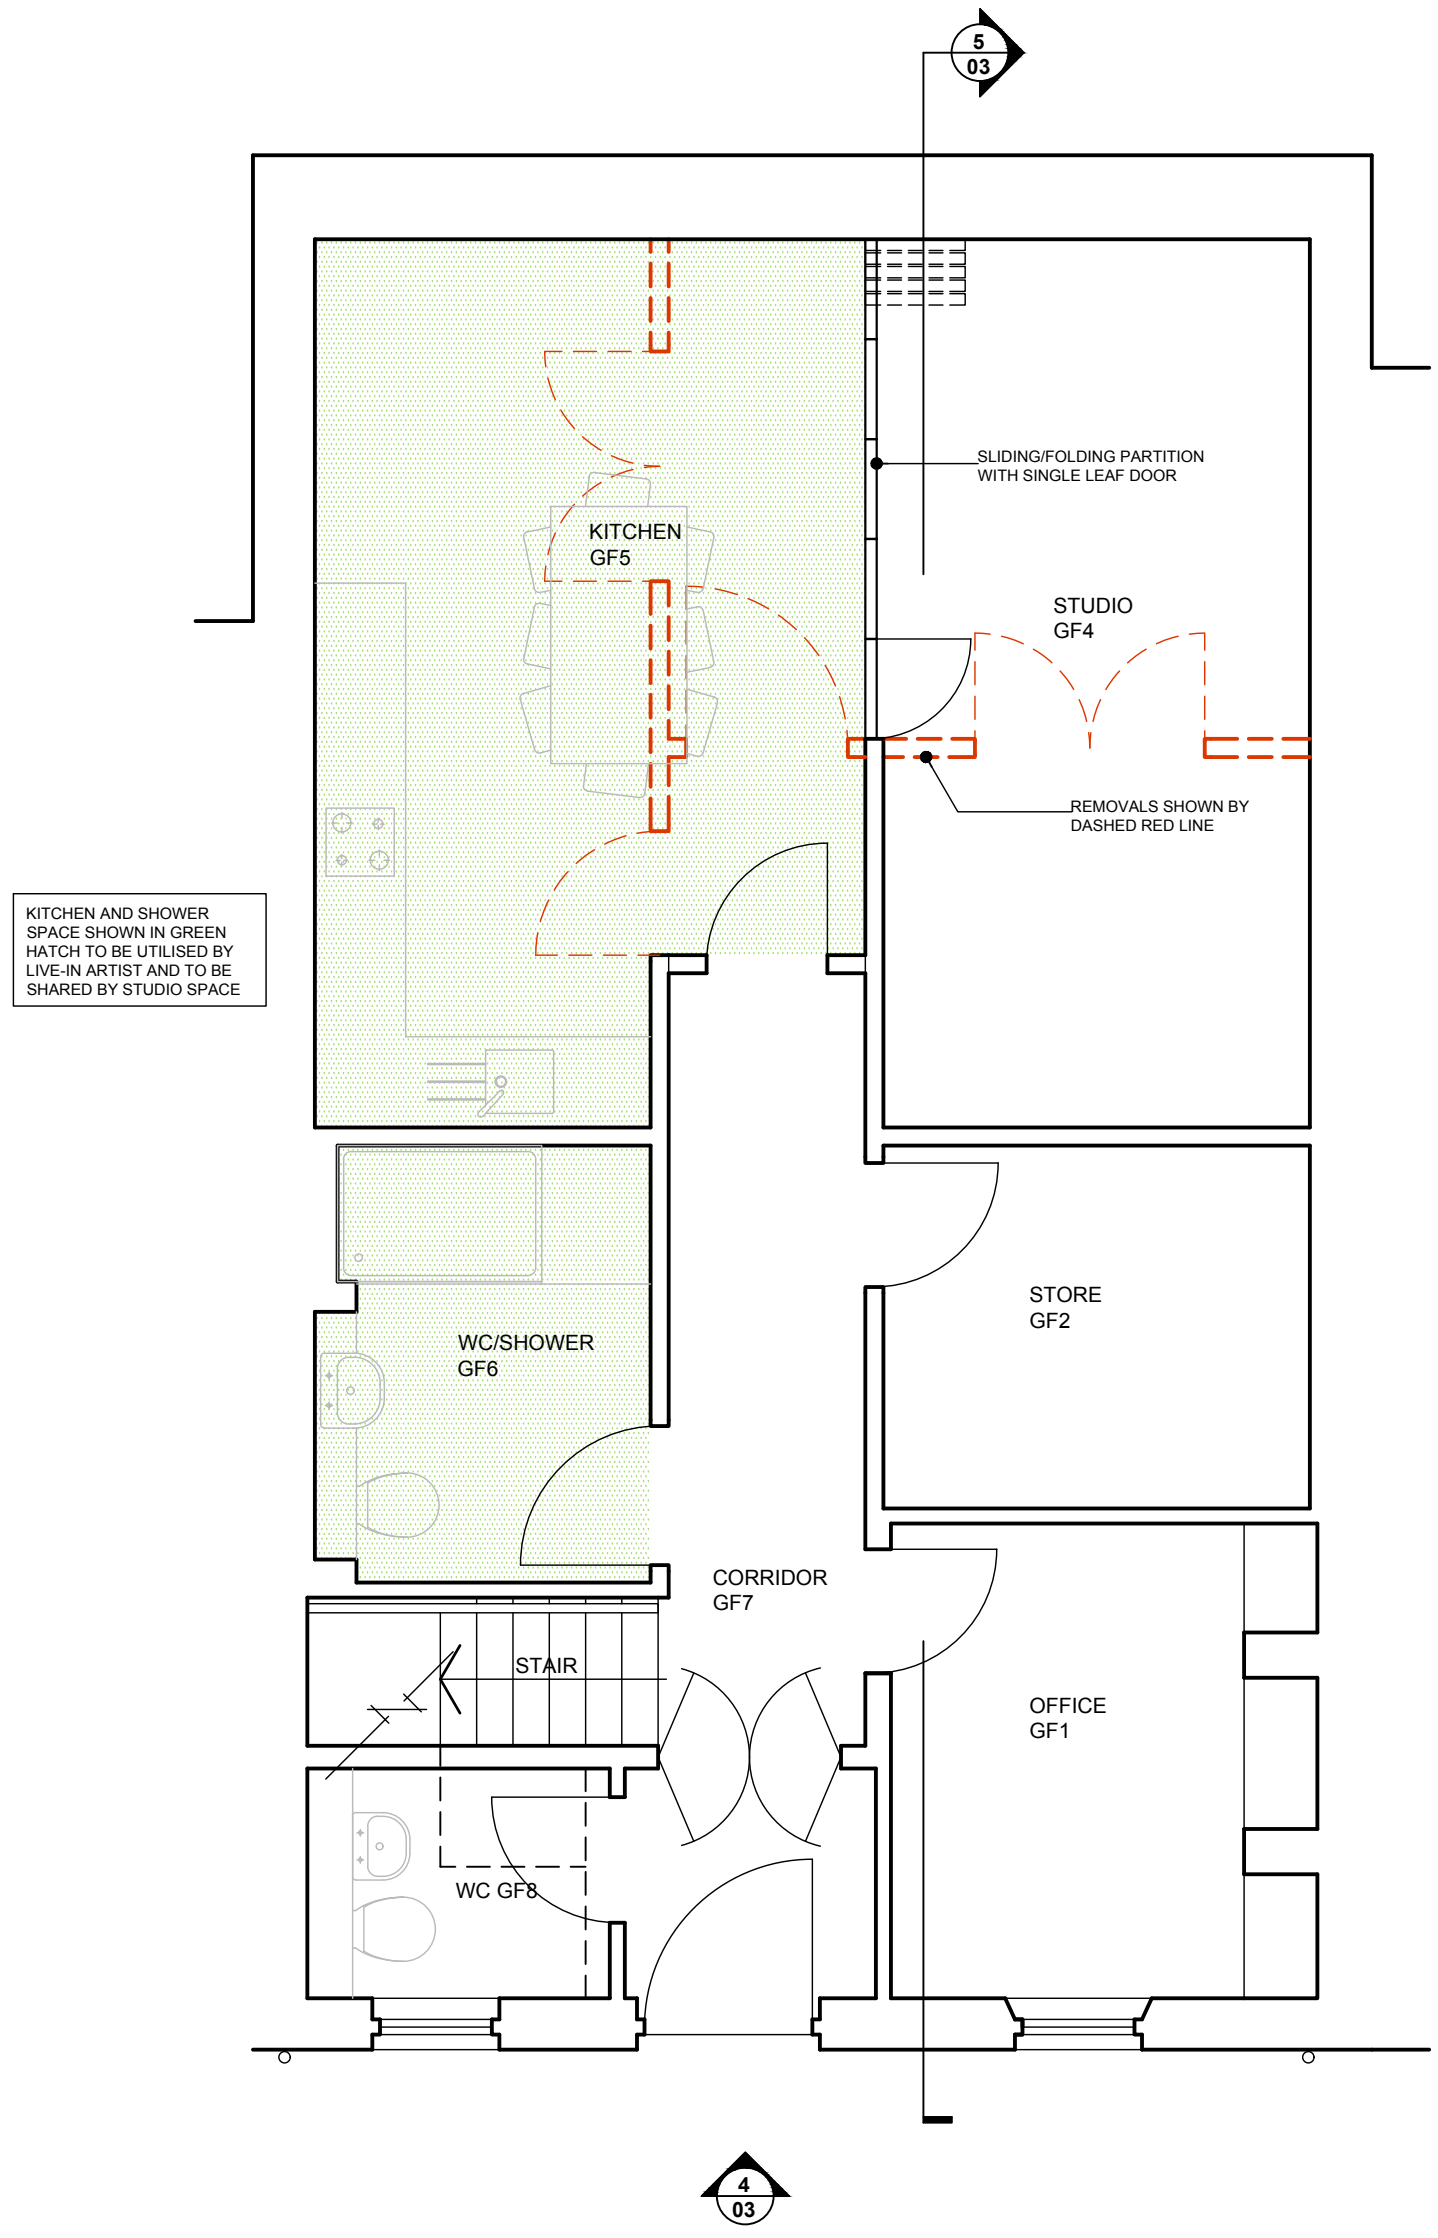 5
03
SLIDING/FOLDING PARTITION
WITH SINGLE LEAF DOOR
KITCHEN
GF5
STUDIO
GF4
REMOVALS SHOWN BY
DASHED RED LINE
KITCHEN AND SHOWER
SPACE SHOWN IN GREEN
HATCH TO BE UTILISED BY
LIVE-IN ARTIST AND TO BE
SHARED BY STUDIO SPACE
STORE
GF2
WC/SHOWER
GF6
CORRIDOR
GF7
STAIR
OFFICE
GF1
WC GF8
4
03